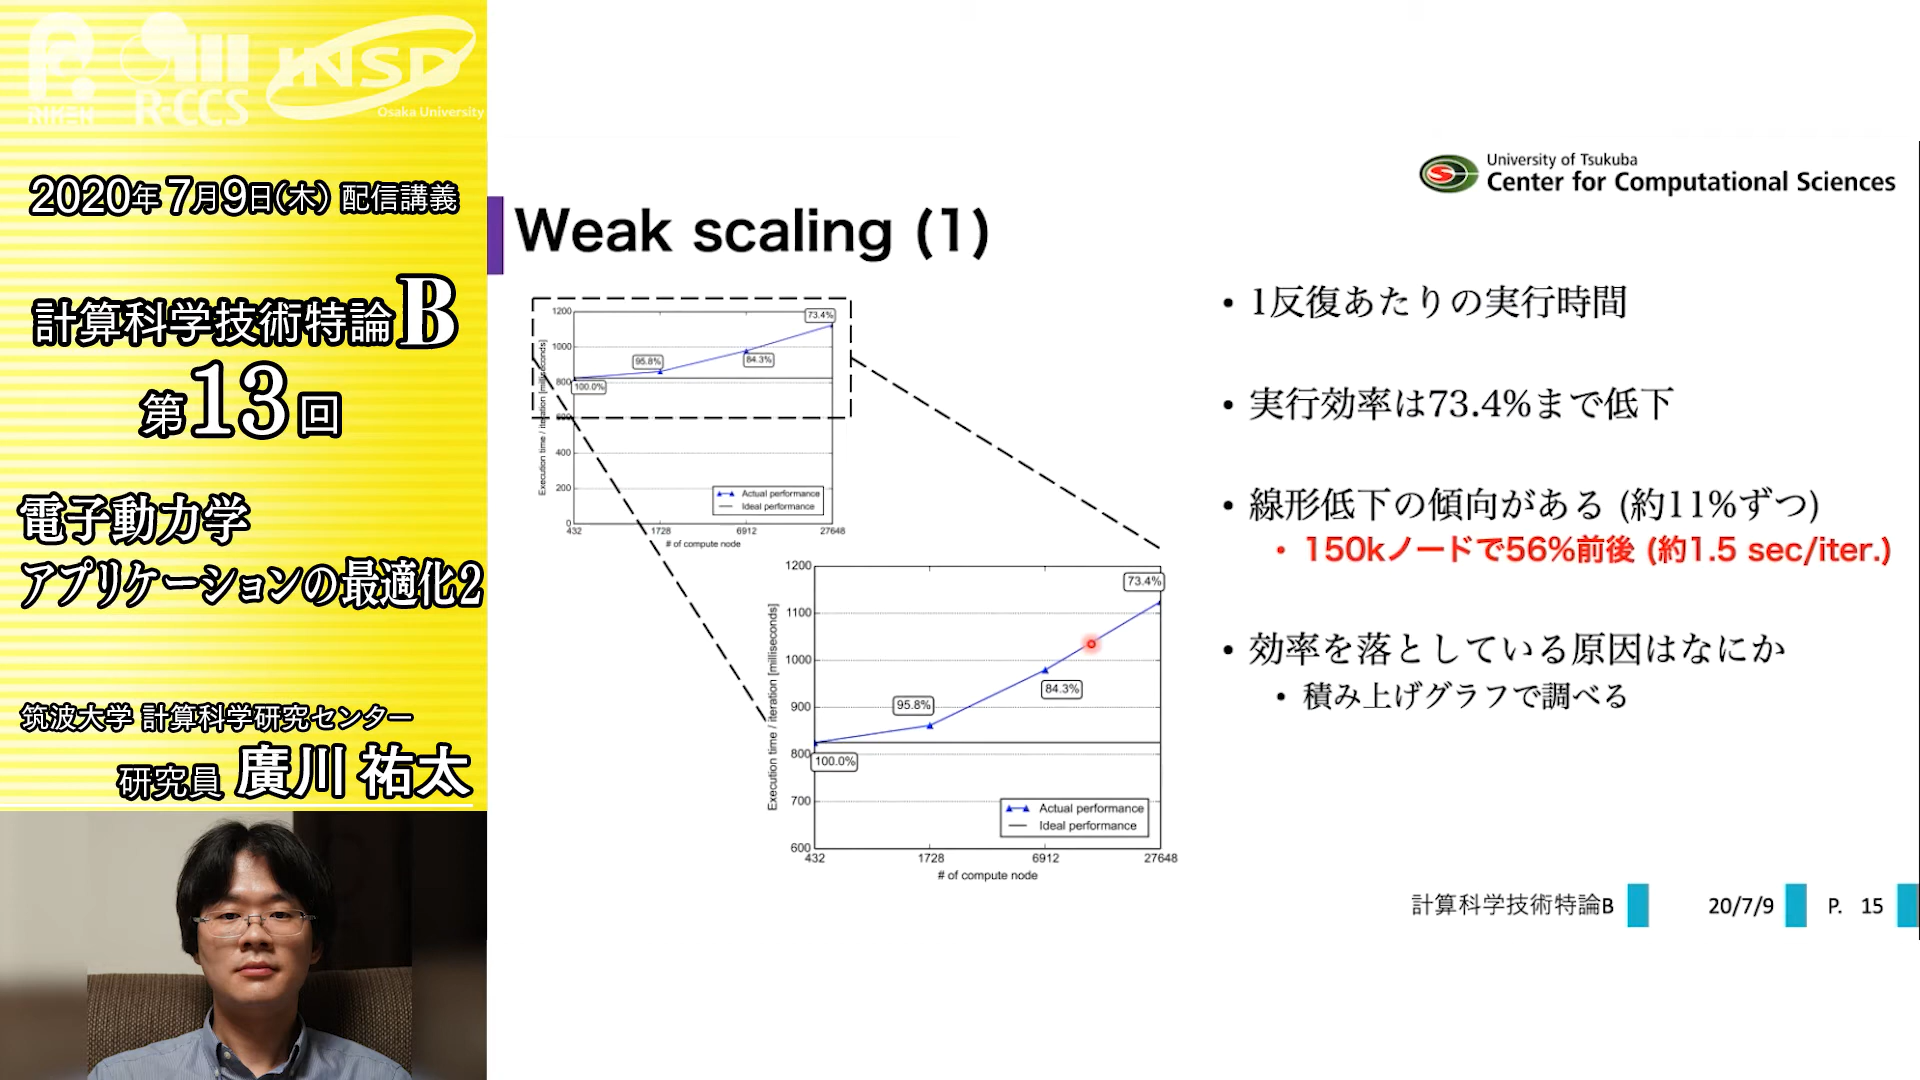 RIKEN
R-CCS
INSD
Osaka University
2020年 7月9日(木) 配信講義
計算科学技術特論B
第13回
電子動力学
アプリケーションの最適化2
筑波大学 計算科学研究センター
研究員 廣川 祐太
University of Tsukuba
Center for Computational Sciences
Weak scaling (1)
1200
1000
800
600
400
200
0
Execution time / iteration [milliseconds]
100.0%
95.8%
84.3%
73.4%
Actual performance
Ideal performance
432
1728
6912
27648
# of compute node
1200
1100
1000
900
800
700
600
Execution time / iteration [milliseconds]
100.0%
95.8%
84.3%
73.4%
Actual performance
Ideal performance
432
1728
6912
27648
# of compute node
• 1反復あたりの実行時間
• 実行効率は73.4%まで低下
• 線形低下の傾向がある (約11%ずつ)
• 150kノードで56%前後 (約1.5 sec/iter.)
• 効率を落としている原因はなにか
• 積み上げグラフで調べる
計算科学技術特論B
20/7/9
P. 15